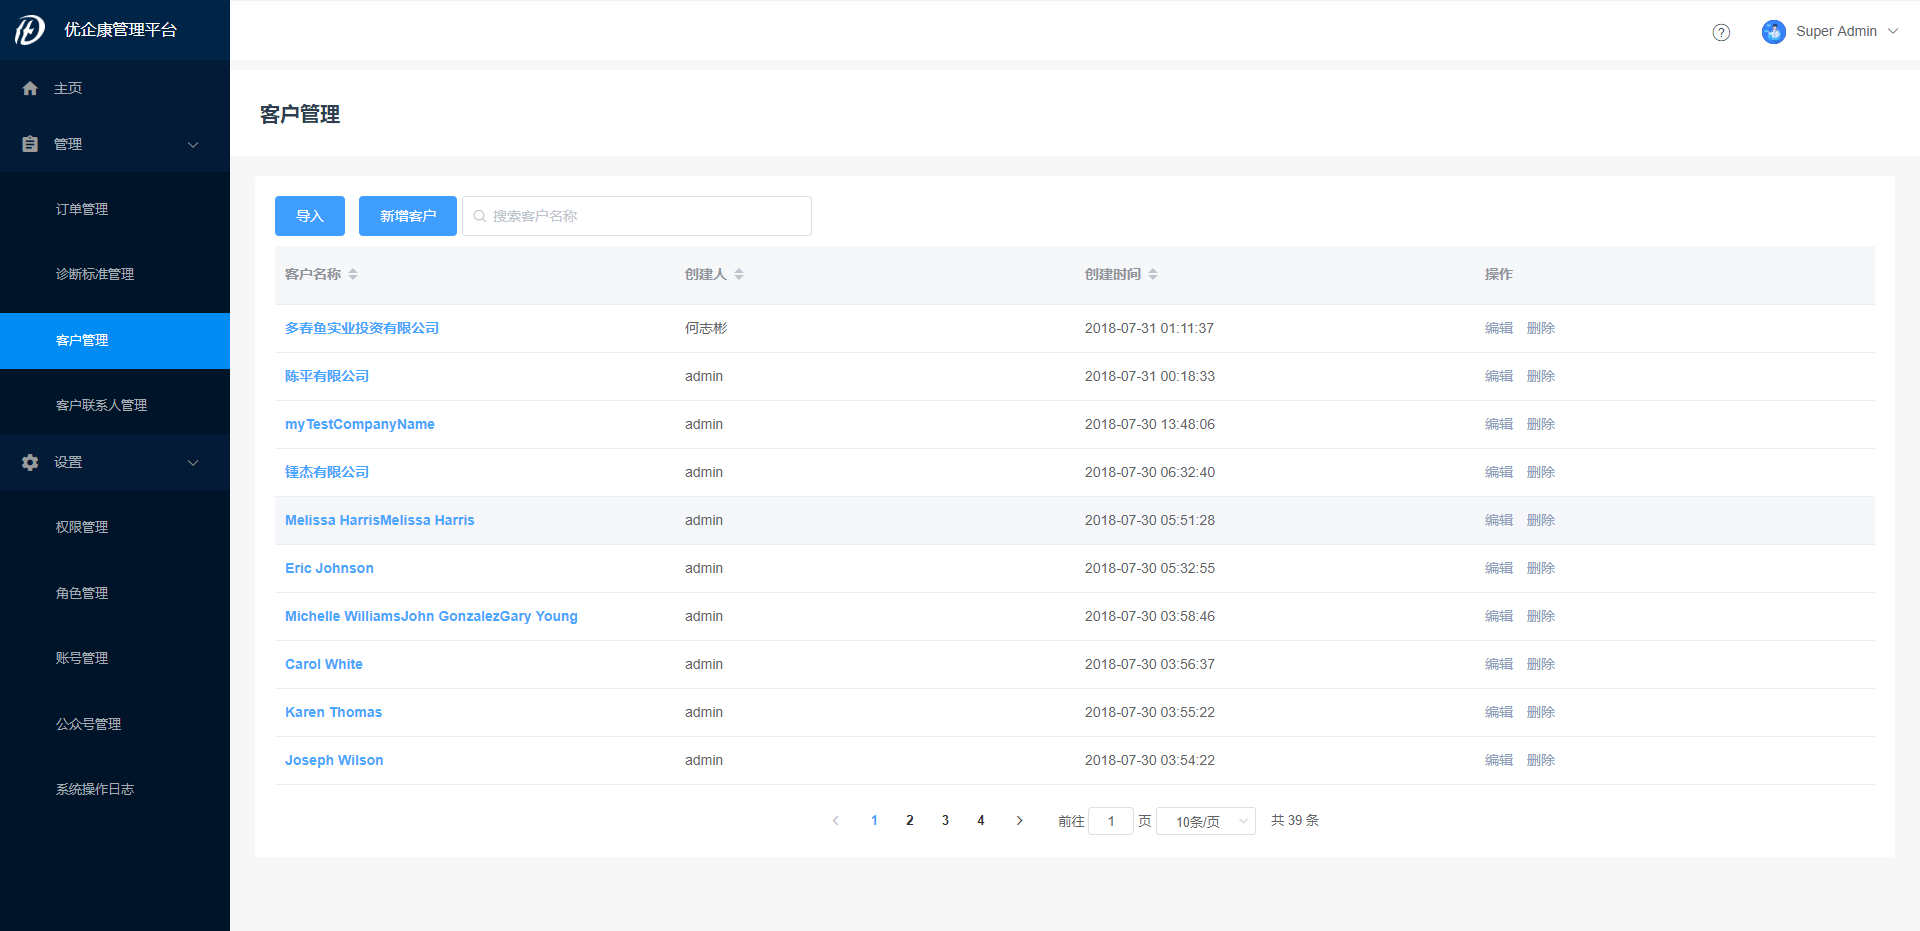 优企康管理平台
? Super Admin
主页
管理
订单管理
诊断标准管理
客户管理
客户联系人管理
设置
权限管理
角色管理
账号管理
公众号管理
系统操作日志
客户管理
导入 新增客户 搜索客户名称
客户名称 创建人 创建时间 操作
多春鱼实业投资有限公司 何志彬 2018-07-31 01:11:37 编辑 删除
陈平有限公司 admin 2018-07-31 00:18:33 编辑 删除
myTestCompanyName admin 2018-07-30 13:48:06 编辑 删除
锺杰有限公司 admin 2018-07-30 06:32:40 编辑 删除
Melissa HarrisMelissa Harris admin 2018-07-30 05:51:28 编辑 删除
Eric Johnson admin 2018-07-30 05:32:55 编辑 删除
Michelle WilliamsJohn GonzalezGary Young admin 2018-07-30 03:58:46 编辑 删除
Carol White admin 2018-07-30 03:56:37 编辑 删除
Karen Thomas admin 2018-07-30 03:55:22 编辑 删除
Joseph Wilson admin 2018-07-30 03:54:22 编辑 删除
1 2 3 4 前往 1 页 10条/页 共 39 条